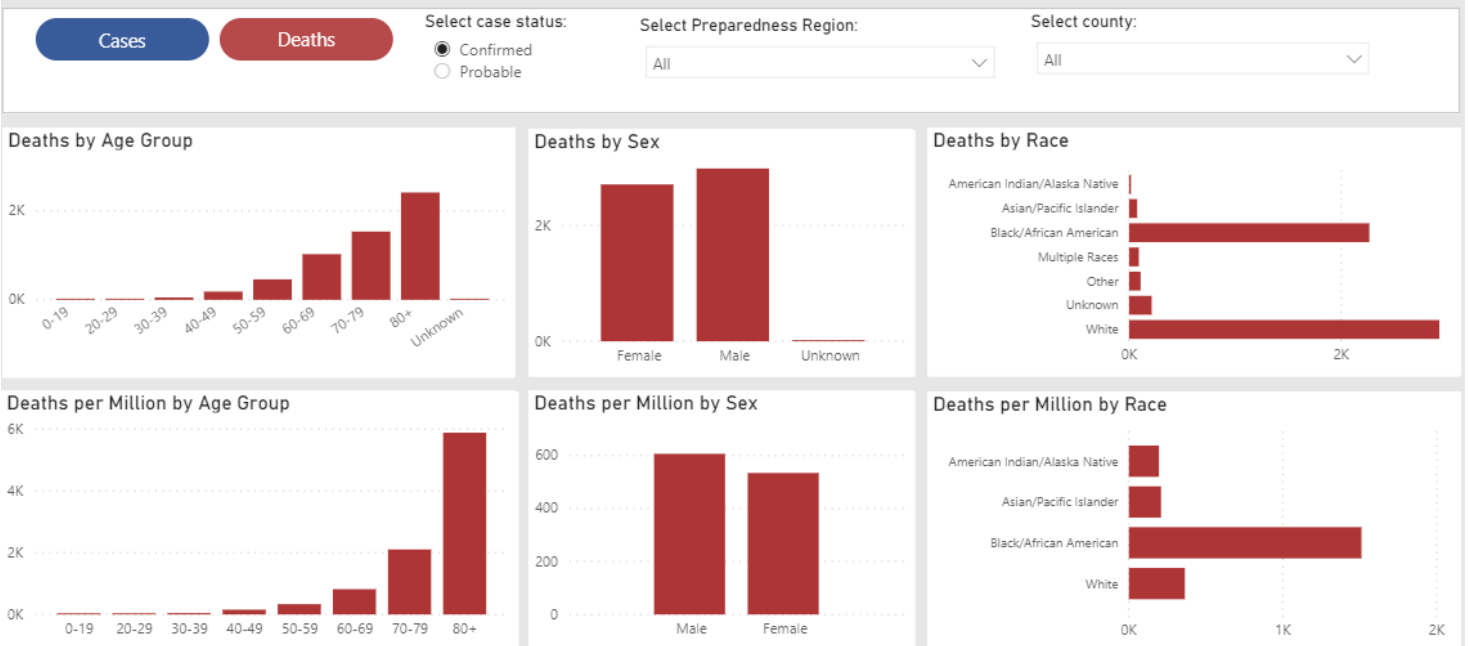 Cases
Deaths
Select case status:
Confirmed
Probable
Select Preparedness Region:
All
Select county:
All
Deaths by Age Group
2K
0K
0-19
20-29
30-39
40-49
50-59
60-69
70-79
80+
Unknown
Deaths by Sex
2K
0K
Female
Male
Unknown
Deaths by Race
American Indian/Alaska Native
Asian/Pacific Islander
Black/African American
Multiple Races
Other
Unknown
White
0K
2K
Deaths per Million by Age Group
6K
4K
2K
0K
0-19
20-29
30-39
40-49
50-59
60-69
70-79
80+
Deaths per Million by Sex
600
400
200
0
Male
Female
Deaths per Million by Race
American Indian/Alaska Native
Asian/Pacific Islander
Black/African American
White
0K
1K
2K